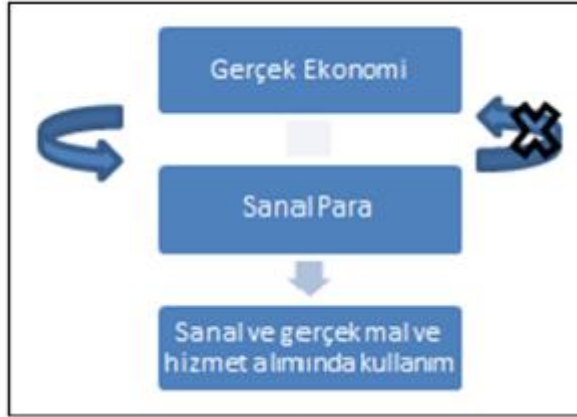 Gerçek Ekonomi
Sanal Para
Sanal ve gerçek mal ve
hizmet alımında kullanım